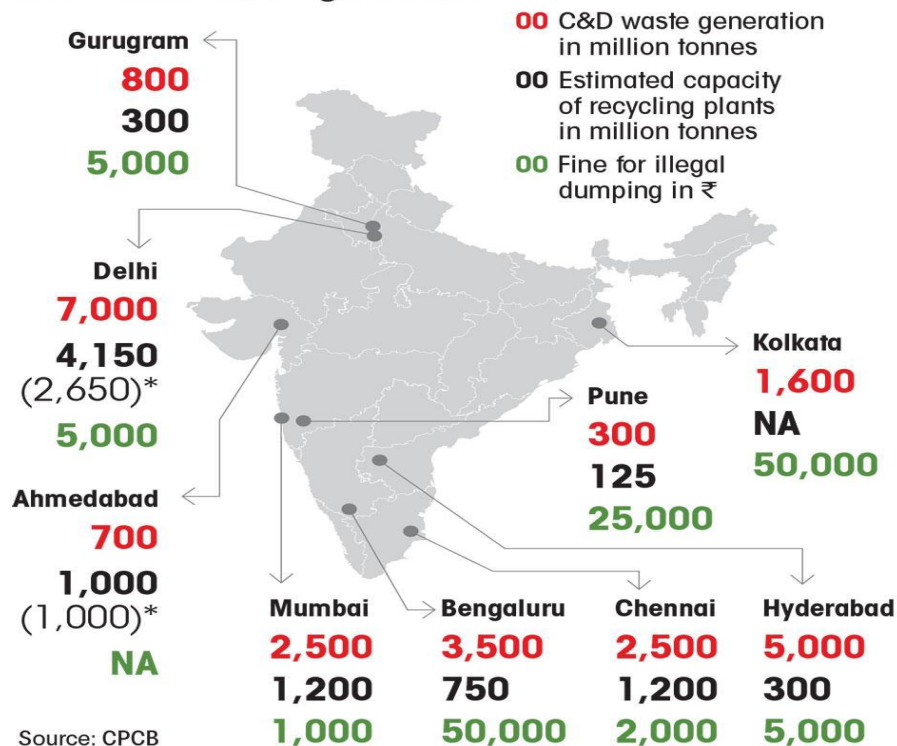 00 C&D waste generation
in million tonnes
00 Estimated capacity
of recycling plants
in million tonnes
00 Fine for illegal
dumping in ₹
Gurugram
800
300
5,000
Delhi
7,000
4,150
(2,650)*
5,000
Ahmedabad
700
1,000
(1,000)*
NA
Kolkata
1,600
NA
50,000
Pune
300
125
25,000
Mumbai
2,500
1,200
1,000
Bengaluru
3,500
750
50,000
Chennai
2,500
1,200
2,000
Hyderabad
5,000
300
5,000
Source: CPCB